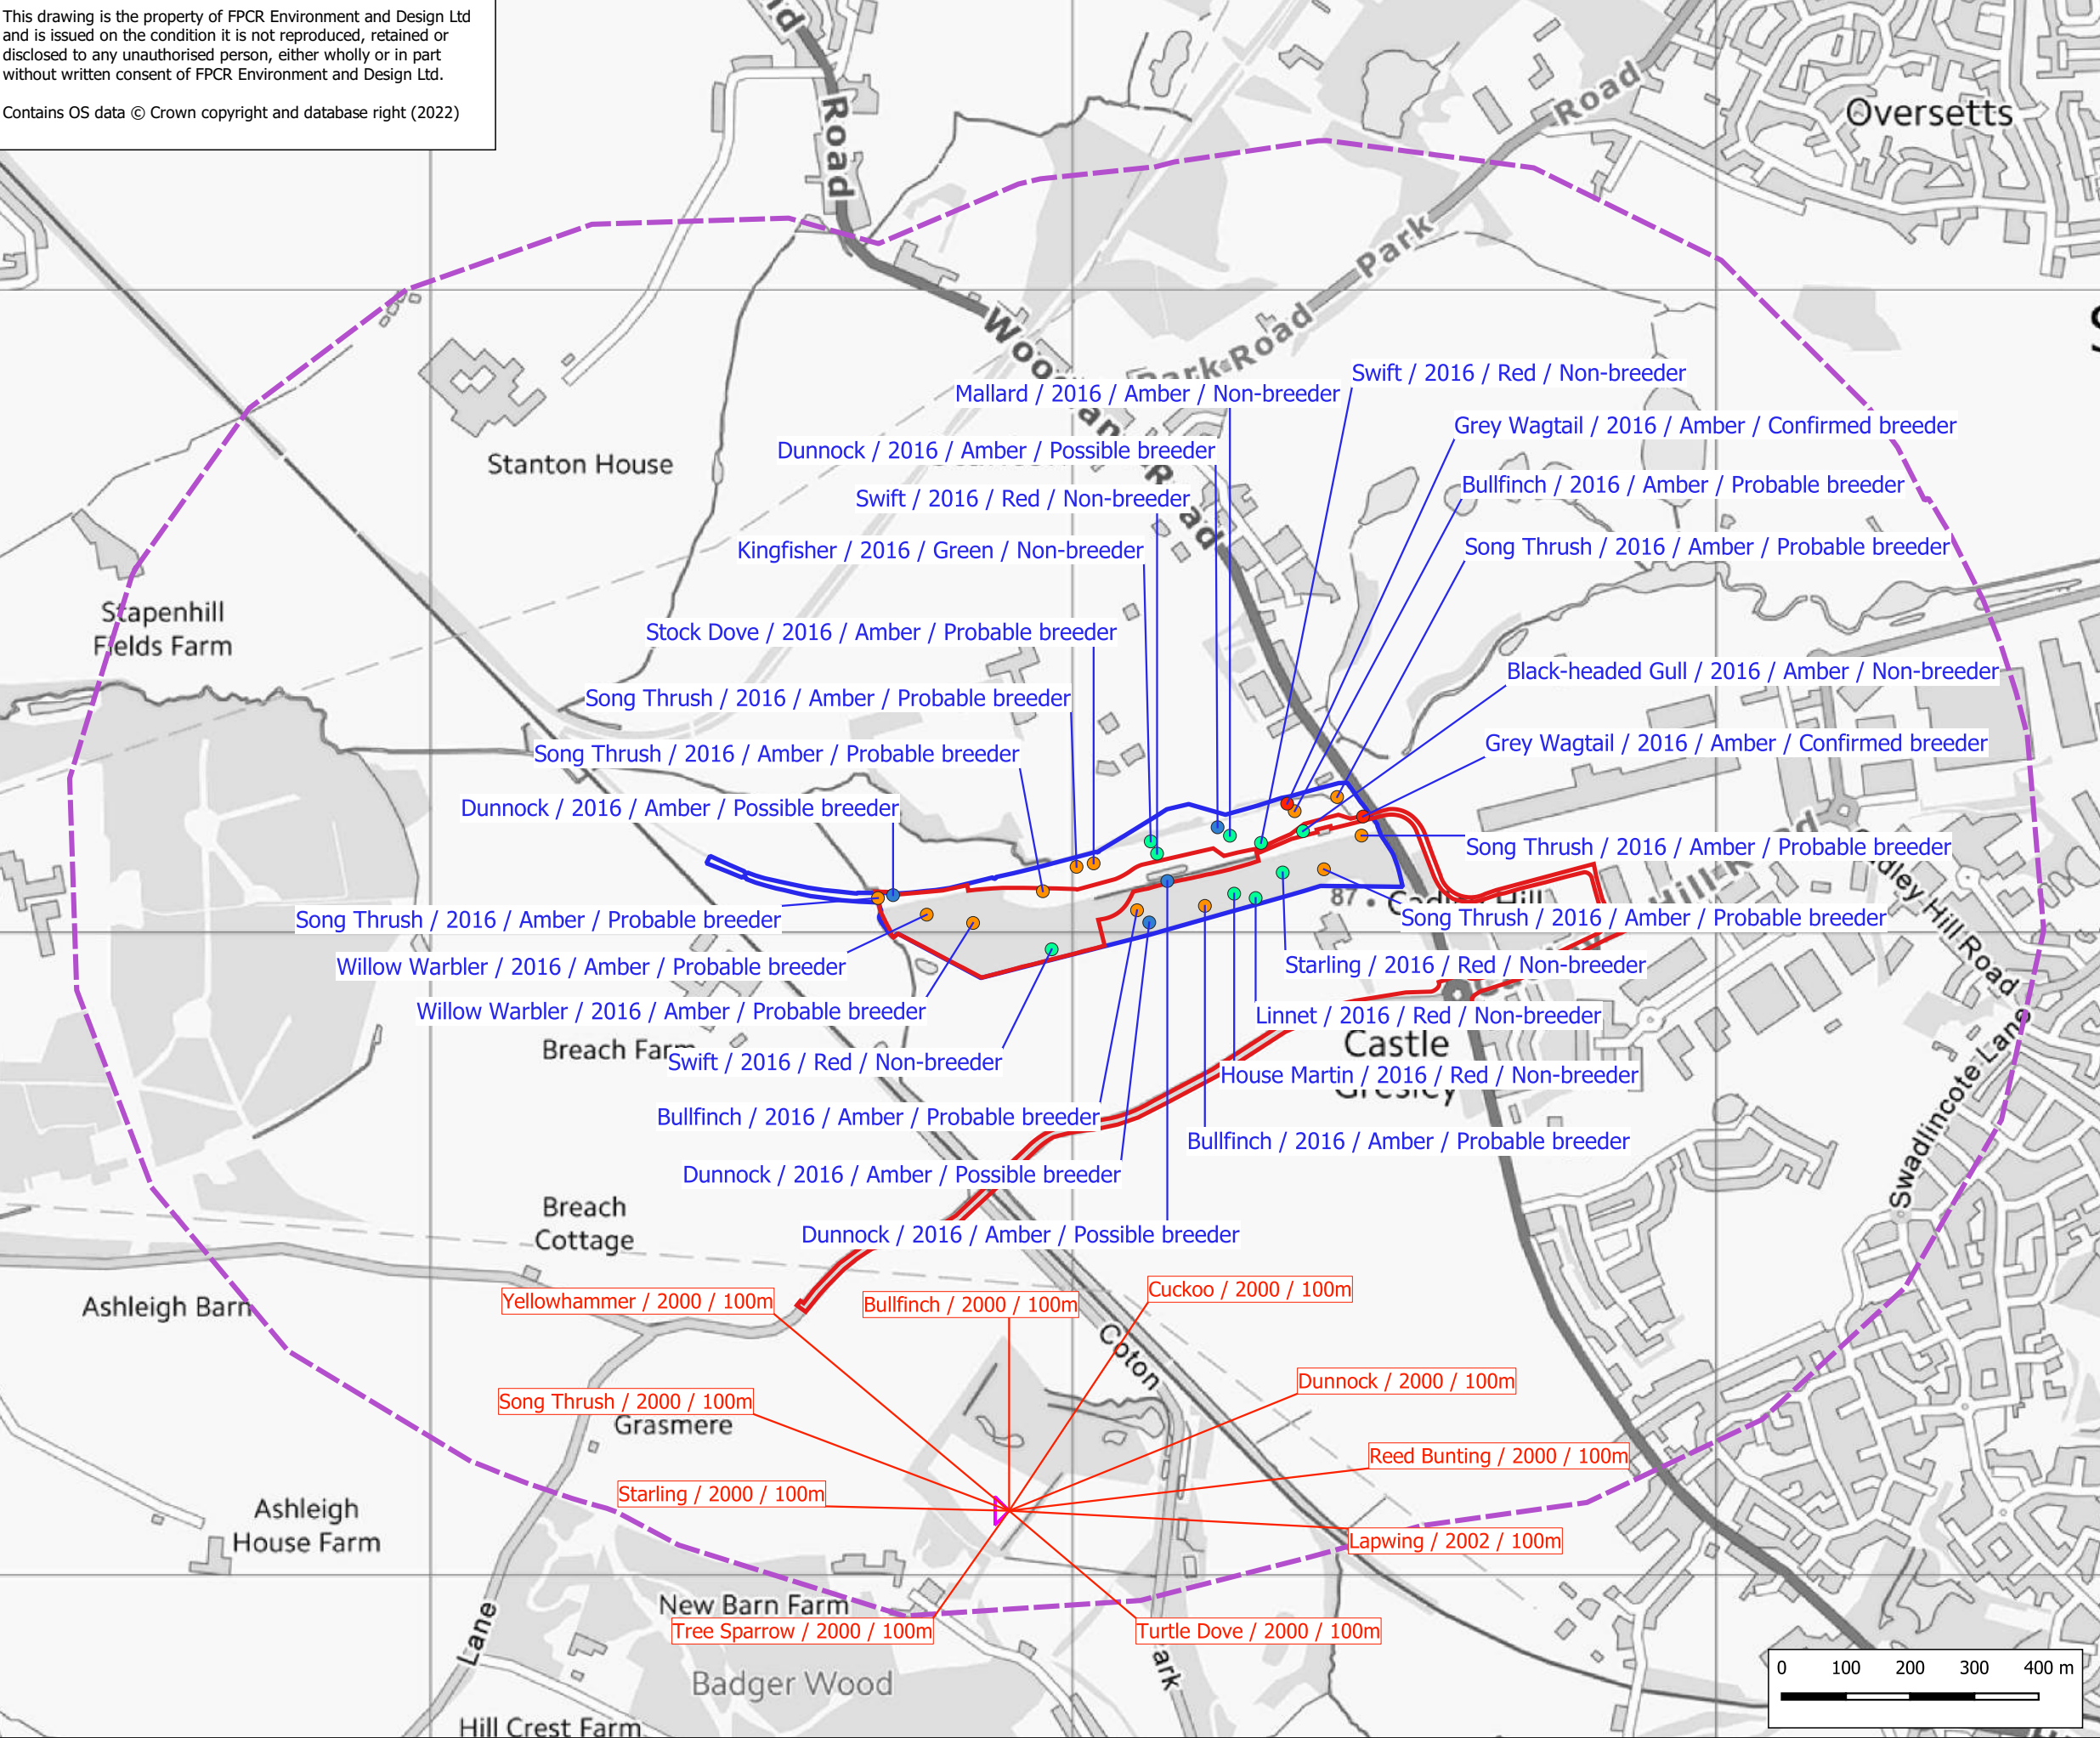 This drawing is the property of FPCR Environment and Design Ltd
and is issued on the condition it is not reproduced, retained or
disclosed to any unauthorised person, either wholly or in part
without written consent of FPCR Environment and Design Ltd.
Contains OS data © Crown copyright and database right (2022)
Road
Road
Oversetts
Park
Park Road
Swift / 2016 / Red / Non-breeder
Mallard / 2016 / Amber / Non-breeder
Grey Wagtail / 2016 / Amber / Confirmed breeder
Dunnock / 2016 / Amber / Possible breeder
Stanton House
Bullfinch / 2016 / Amber / Probable breeder
Swift / 2016 / Red / Non-breeder
Song Thrush / 2016 / Amber / Probable breeder
Kingfisher / 2016 / Green / Non-breeder
Stapenhill
Fields Farm
Stock Dove / 2016 / Amber / Probable breeder
Black-headed Gull / 2016 / Amber / Non-breeder
Song Thrush / 2016 / Amber / Probable breeder
Grey Wagtail / 2016 / Amber / Confirmed breeder
Song Thrush / 2016 / Amber / Probable breeder
Dunnock / 2016 / Amber / Possible breeder
Song Thrush / 2016 / Amber / Probable breeder
87
Song Thrush / 2016 / Amber / Probable breeder
Song Thrush / 2016 / Amber / Probable breeder
Willow Warbler / 2016 / Amber / Probable breeder
Starling / 2016 / Red / Non-breeder
Willow Warbler / 2016 / Amber / Probable breeder
Linnet / 2016 / Red / Non-breeder
Swadlincote Lane
Breach Farm
Castle
Gresley
Swift / 2016 / Red / Non-breeder
House Martin / 2016 / Red / Non-breeder
Bullfinch / 2016 / Amber / Probable breeder
Bullfinch / 2016 / Amber / Probable breeder
Dunnock / 2016 / Amber / Possible breeder
Breach
Cottage
Dunnock / 2016 / Amber / Possible breeder
Ashleigh Barn
Yellowhammer / 2000 / 100m
Bullfinch / 2000 / 100m
Cuckoo / 2000 / 100m
Coton
Dunnock / 2000 / 100m
Song Thrush / 2000 / 100m
Grasmere
Reed Bunting / 2000 / 100m
Starling / 2000 / 100m
Ashleigh
House Farm
Lapwing / 2002 / 100m
New Barn Farm
Tree Sparrow / 2000 / 100m
Turtle Dove / 2000 / 100m
Lane
Badger Wood
Hill Crest Farm
0 100 200 300 400 m